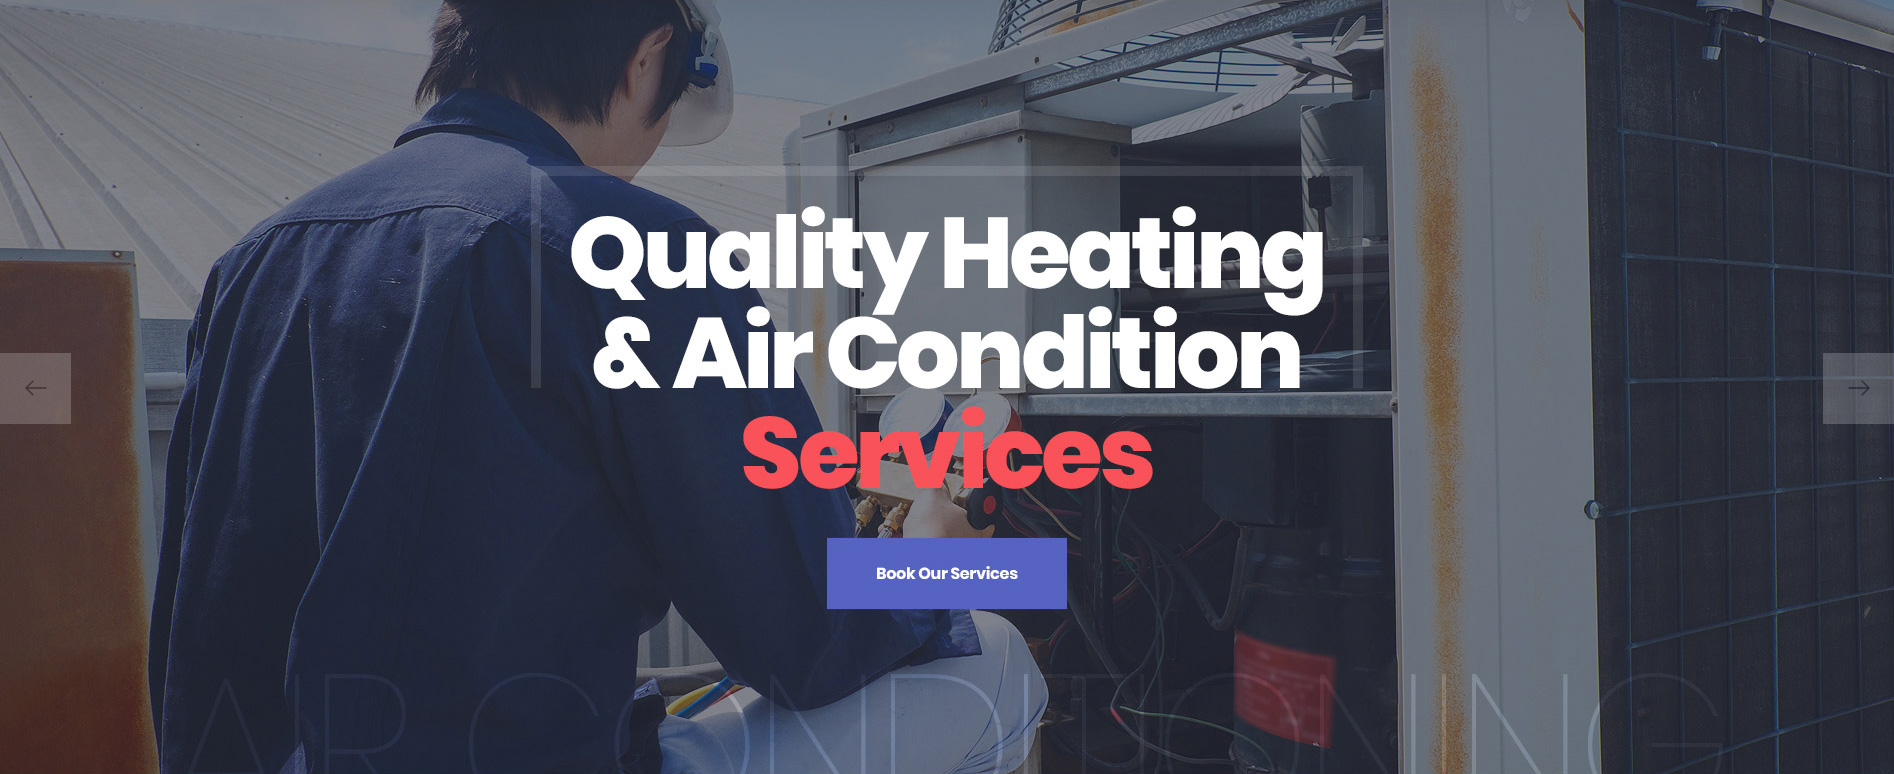 Quality Heating
& Air Condition
Services
Book Our Services
AIR CONDITIONING